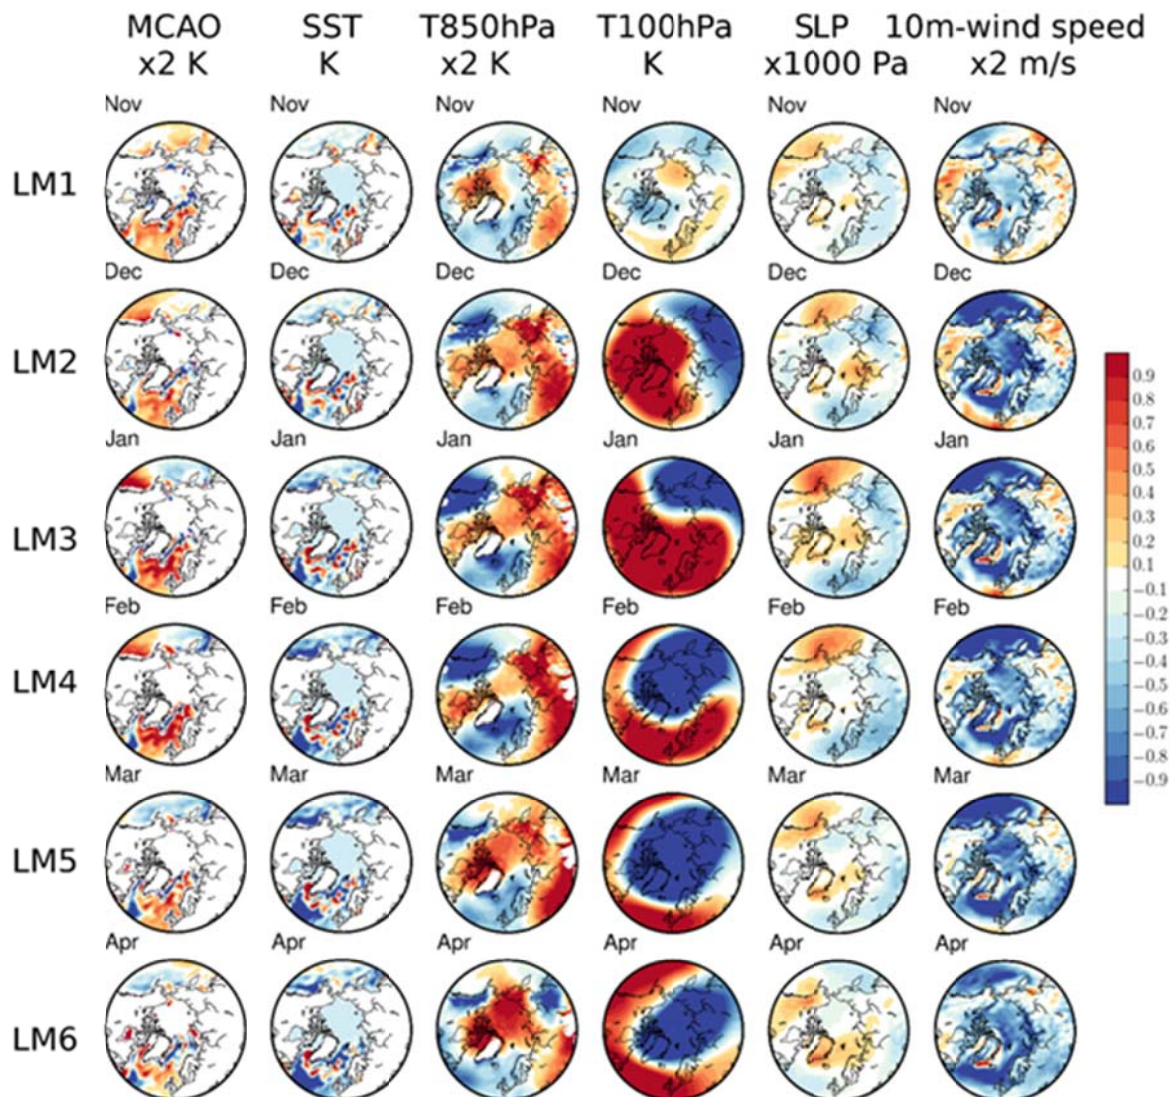 MCAO SST T850hPa T100hPa SLP 10m-wind speed
x2 K K x2 K K x1000 Pa x2 m/s
Nov Nov Nov Nov Nov Nov
LM1
Dec Dec Dec Dec Dec Dec
LM2
Jan Jan Jan Jan Jan Jan
LM3
Feb Feb Feb Feb Feb Feb
LM4
Mar Mar Mar Mar Mar Mar
LM5
Apr Apr Apr Apr Apr Apr
LM6
0.9
0.8
0.7
0.6
0.5
0.4
0.3
0.2
0.1
−0.1
−0.2
−0.3
−0.4
−0.5
−0.6
−0.7
−0.8
−0.9